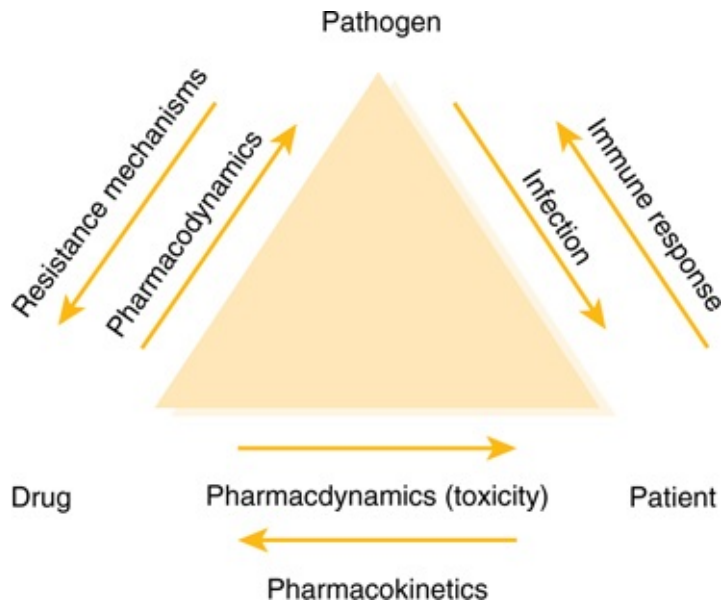 Pathogen
Resistance mechanisms
Pharmacodynamics
Infection
Immune response
Drug
Pharmacdynamics (toxicity)
Patient
Pharmacokinetics